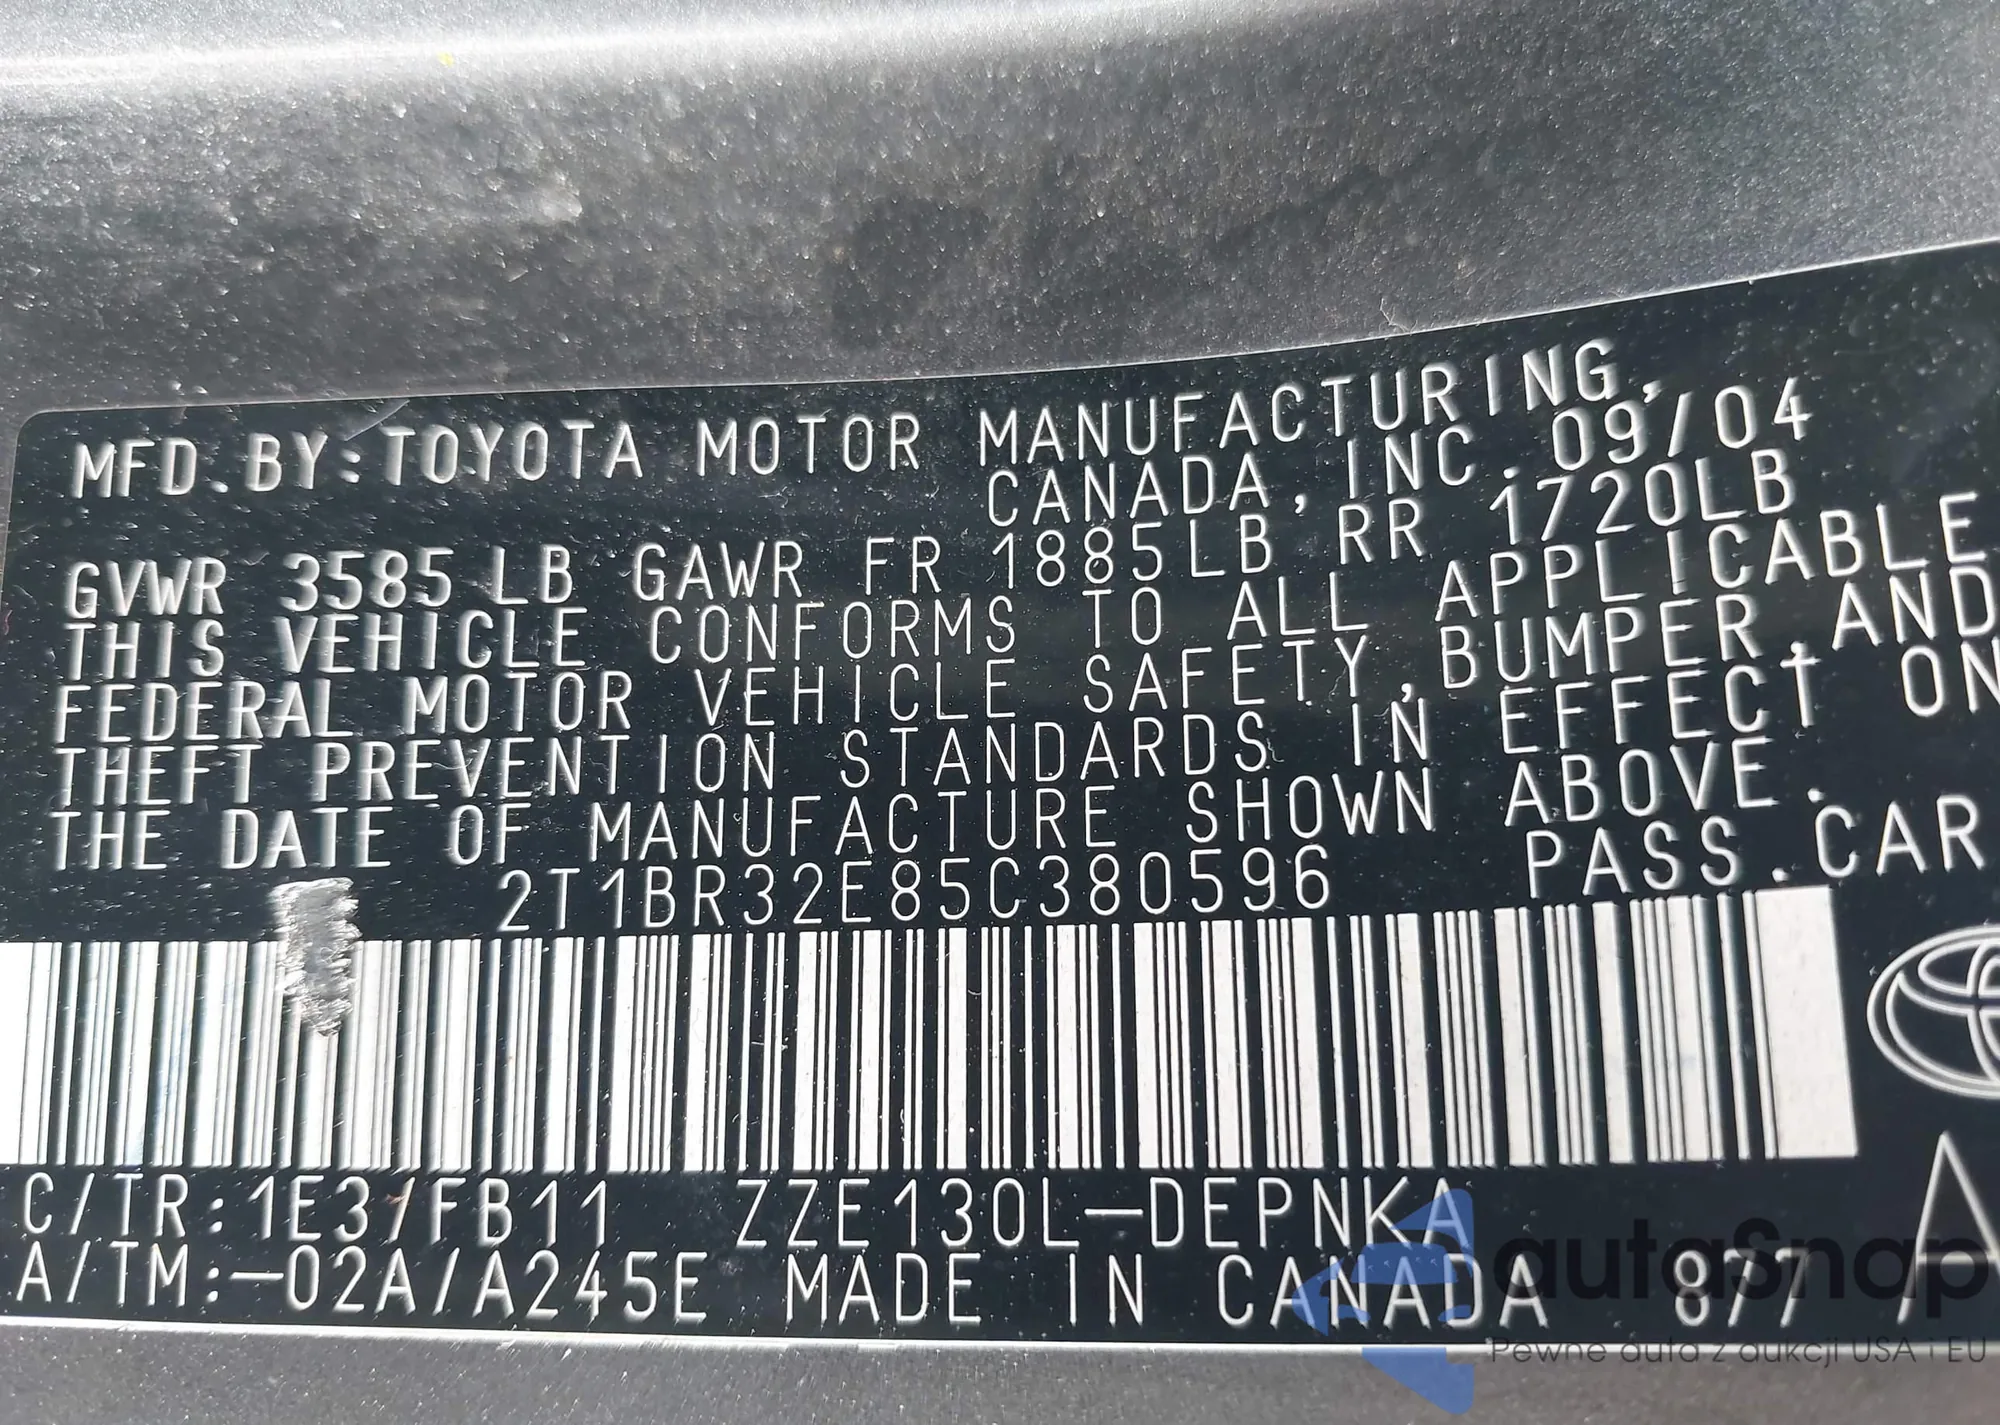 MFD.BY:TOYOTA MOTOR MANUFACTURING,
CANADA,INC. 09/04
GVWR 3585LB GAWR FR 1885LB RR 1720LB
THIS VEHICLE CONFORMS TO ALL APPLICABLE
FEDERAL MOTOR VEHICLE SAFETY,BUMPER,AND
THEFT PREVENTION STANDARDS IN EFFECT ON
THE DATE OF MANUFACTURE SHOWN ABOVE.
2T1BR32E85C380596 PASS.CAR
C/TR:1E3/FB11 ZZE130L-DEPNKA
A/TM:-02A/A245E MADE IN CANADA 877 A
autaSnap
Pewne auta z aukcji USA i EU